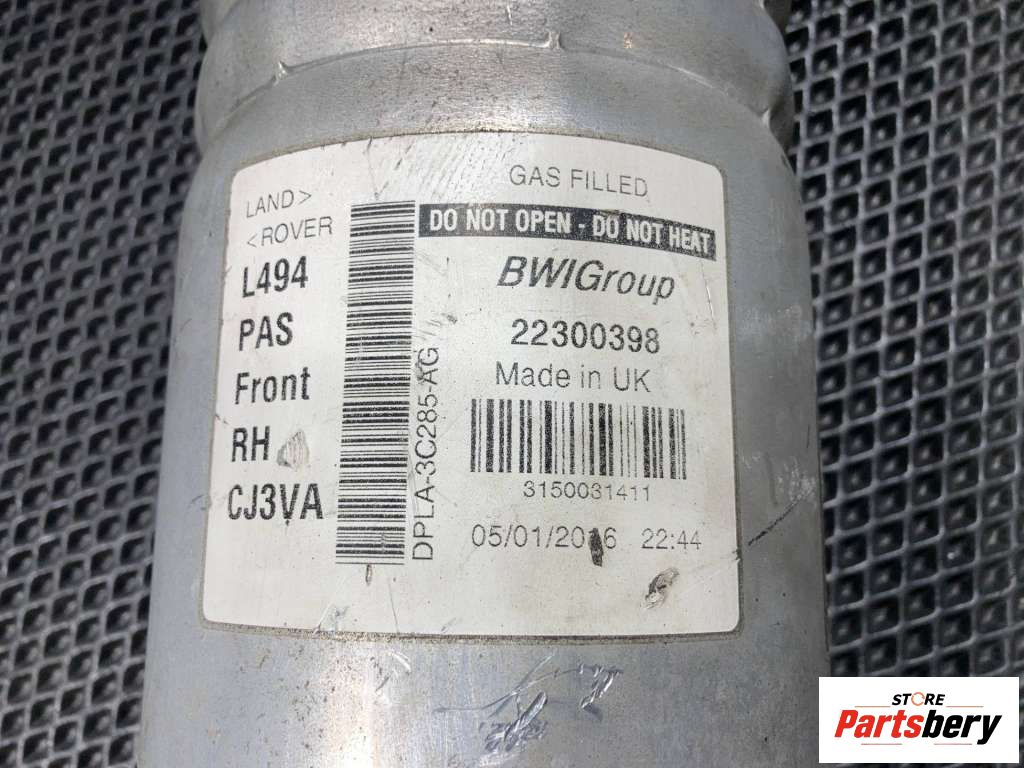 LAND>
<ROVER
L494
PAS
Front
RH
CJ3VA
DPLA-3C285-AG
GAS FILLED
DO NOT OPEN - DO NOT HEAT
BWIGroup
22300398
Made in UK
3150031411
05/01/2016 22:44
STORE
Partsbery